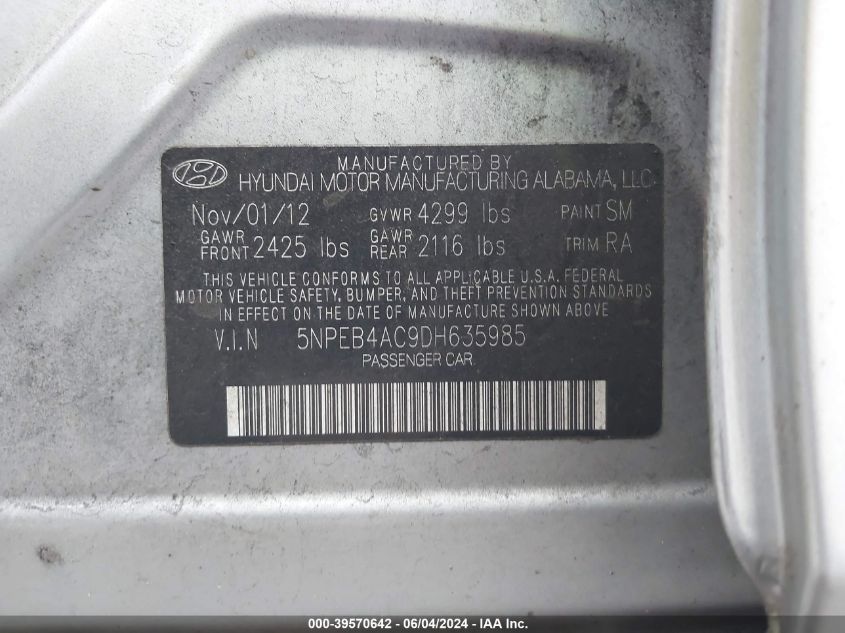 MANUFACTURED BY
HYUNDAI MOTOR MANUFACTURING ALABAMA, LLC
Nov/01/12 GVWR 4299 lbs PAINT SM
GAWR FRONT 2425 lbs GAWR REAR 2116 lbs TRIM RA
THIS VEHICLE CONFORMS TO ALL APPLICABLE U.S.A. FEDERAL
MOTOR VEHICLE SAFETY, BUMPER, AND THEFT PREVENTION STANDARDS
IN EFFECT ON THE DATE OF MANUFACTURE SHOWN ABOVE
V.I.N 5NPEB4AC9DH635985
PASSENGER CAR
000-39570642 - 06/04/2024 - IAA Inc.